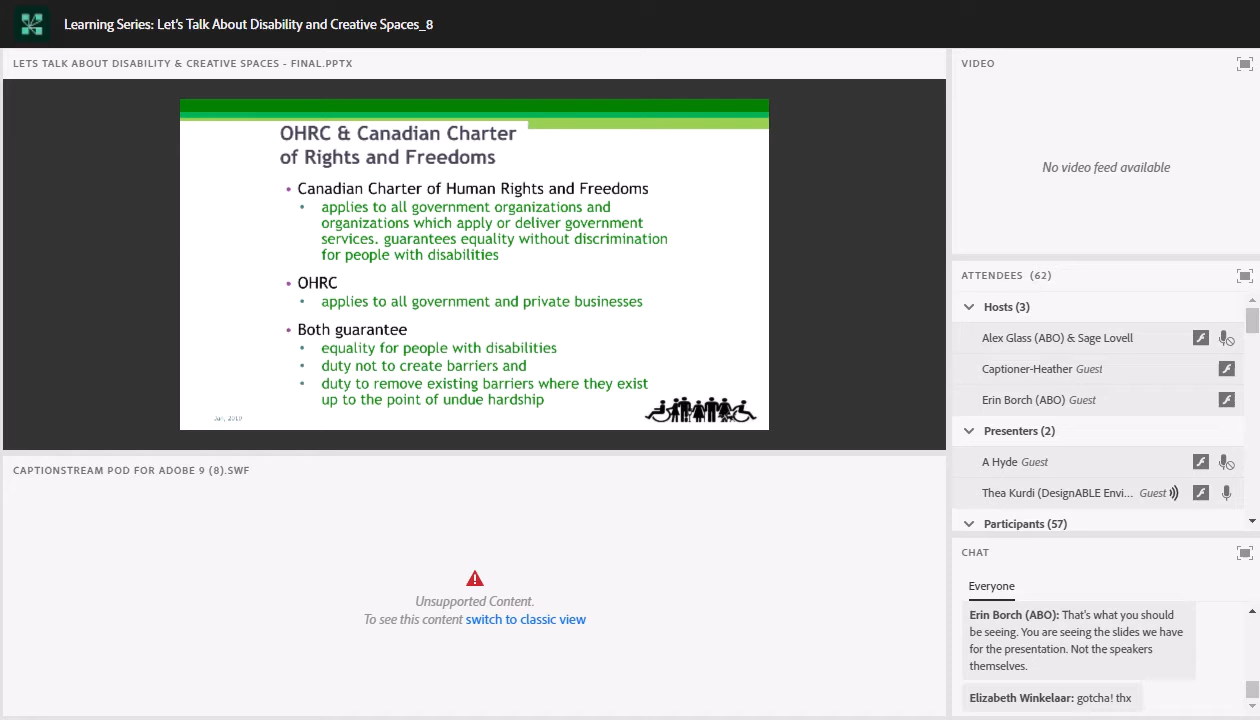 Learning Series: Let's Talk About Disability and Creative Spaces_8
LETS TALK ABOUT DISABILITY & CREATIVE SPACES - FINAL.PPTX
OHRC & Canadian Charter
of Rights and Freedoms
• Canadian Charter of Human Rights and Freedoms
• applies to all government organizations and
organizations which apply or deliver government
services. guarantees equality without discrimination
for people with disabilities
• OHRC
• applies to all government and private businesses
• Both guarantee
• equality for people with disabilities
• duty not to create barriers and
• duty to remove existing barriers where they exist
up to the point of undue hardship
Jan, 2019
CAPTIONSTREAM POD FOR ADOBE 9 (8).SWF
Unsupported Content.
To see this content switch to classic view
VIDEO
No video feed available
ATTENDEES (62)
Hosts (3)
Alex Glass (ABO) & Sage Lovell
Captioner-Heather Guest
Erin Borch (ABO) Guest
Presenters (2)
A Hyde Guest
Thea Kurdi (DesignABLE Envi... Guest
Participants (57)
CHAT
Everyone
Erin Borch (ABO): That's what you should
be seeing. You are seeing the slides we have
for the presentation. Not the speakers
themselves.
Elizabeth Winkelaar: gotcha! thx